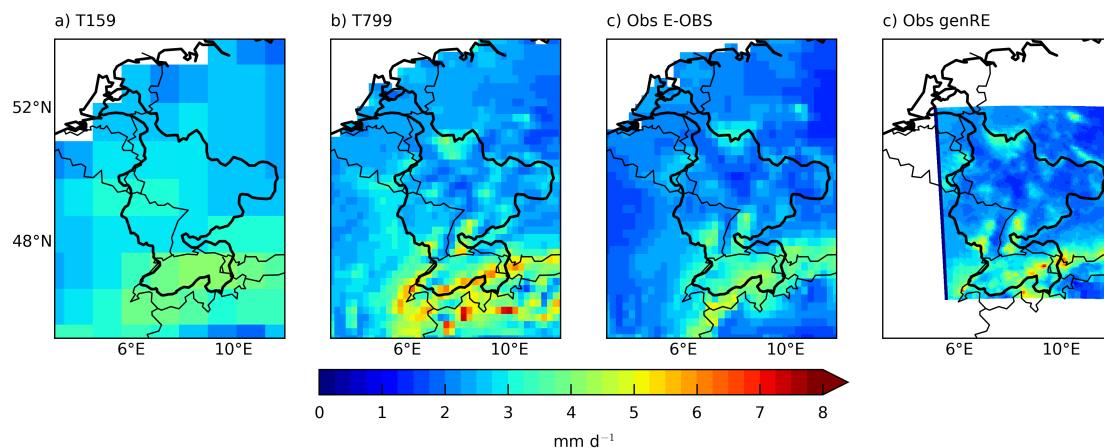 a) T159 b) T799 c) Obs E-OBS c) Obs genRE
52°N
48°N
6°E 10°E 6°E 10°E 6°E 10°E 6°E 10°E
0 1 2 3 4 5 6 7 8
mm d⁻¹